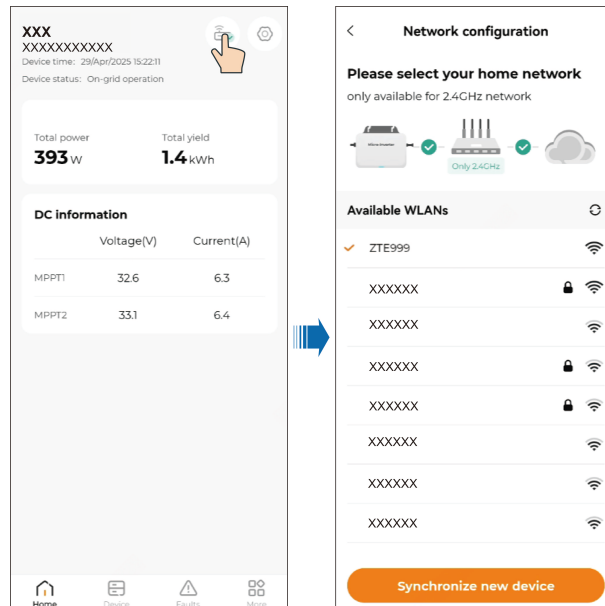 XXX
XXXXXXXXXXX
Device time: 29/Apr/2025 15:22:11
Device status: On-grid operation
Total power
Total yield
393 W
1.4 kWh
DC information
Voltage(V)
Current(A)
MPPT1
32.6
6.3
MPPT2
33.1
6.4
Home
Device
Faults
More
Network configuration
Please select your home network
only available for 2.4GHz network
Micro Inverter
Only 2.4GHz
Available WLANs
ZTE999
XXXXXX
XXXXXX
XXXXXX
XXXXXX
XXXXXX
XXXXXX
XXXXXX
Synchronize new device